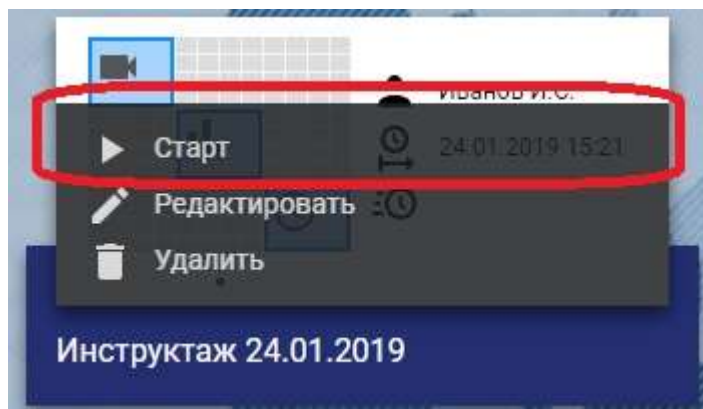 Иванов И.С.
Старт
24.01.2019 15:21
Редактировать
Удалить
Инструктаж 24.01.2019